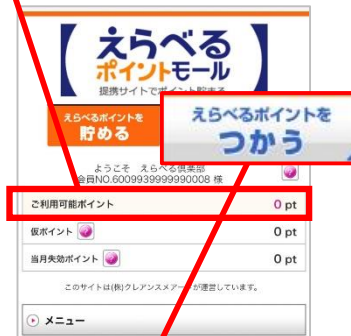 えらべる
ポイントモール
提携サイトでポイント貯まる
えらべるポイントを
貯める
えらべるポイントを
つかう
ようこそ えらべる倶楽部
会員NO.6009939999990008 様
ご利用可能ポイント 0 pt
仮ポイント ? 0 pt
当月失効ポイント ? 0 pt
このサイトは(株)クレアンスメアードが運営しています。
メニュー